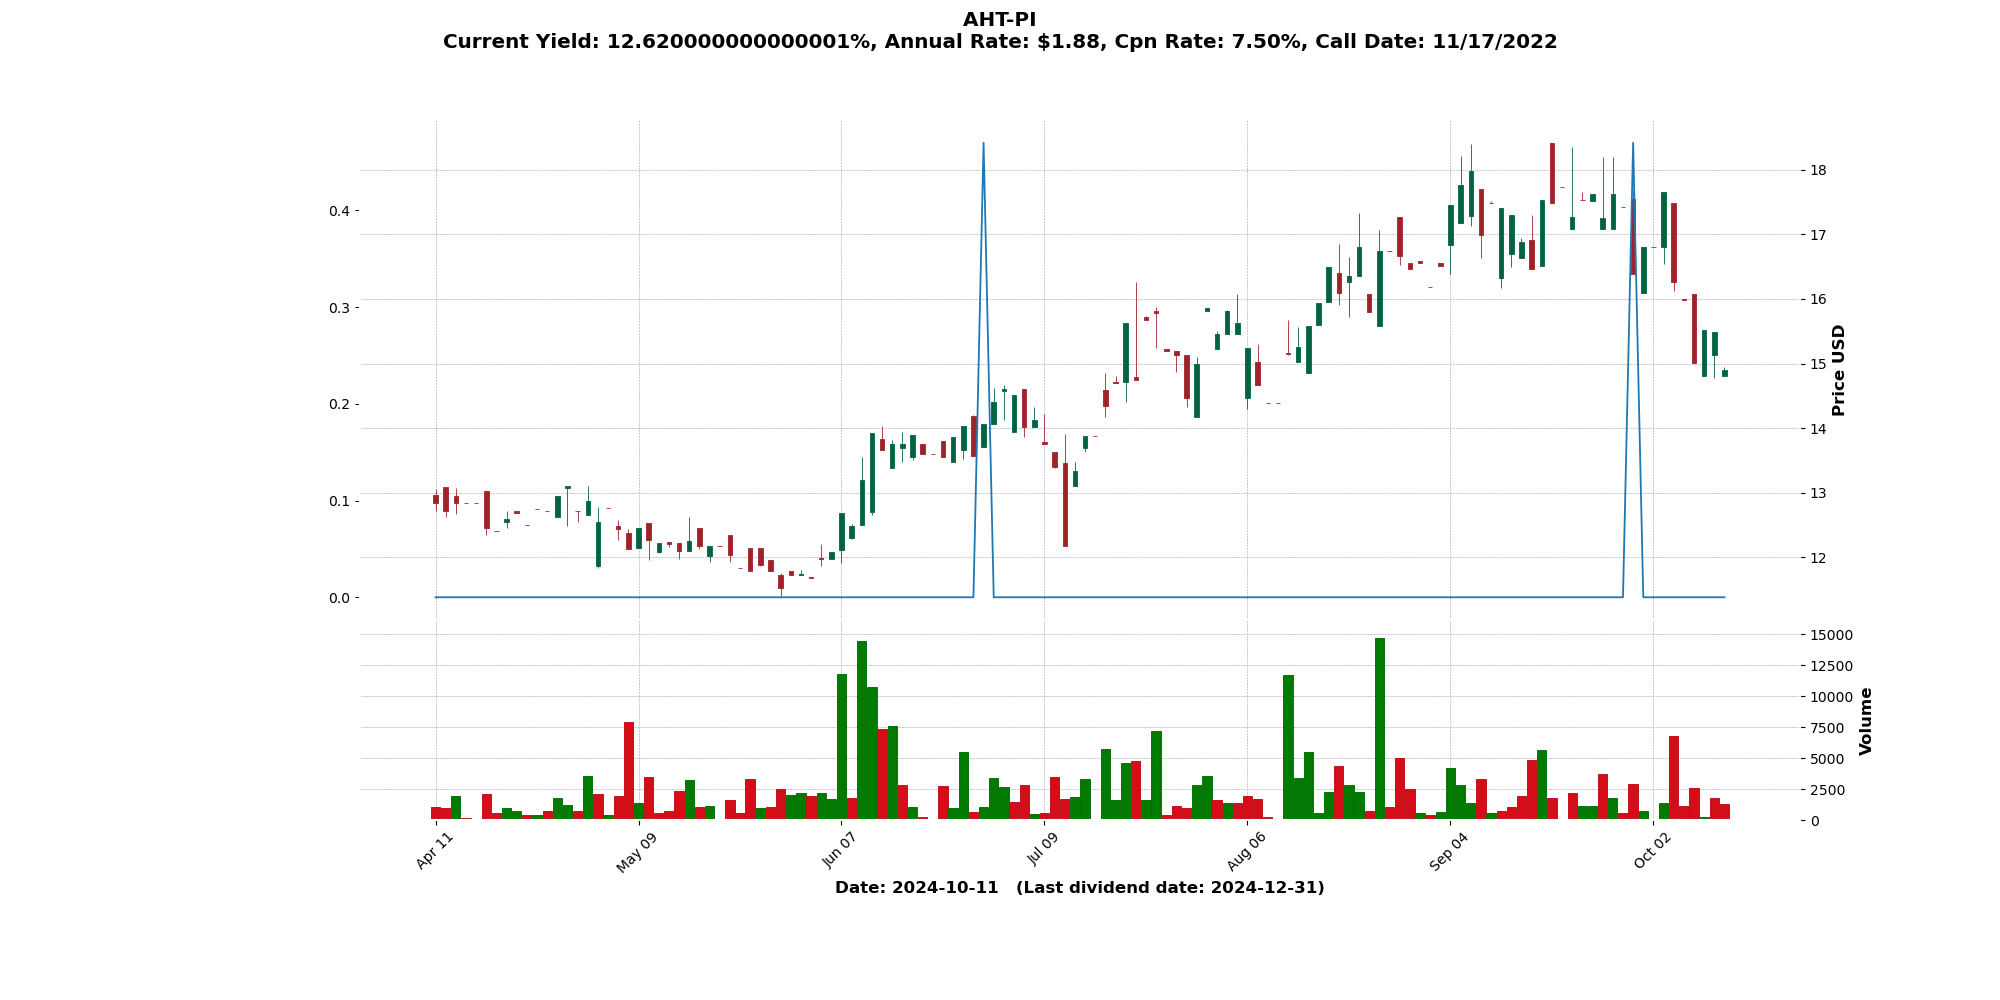 AHT-PI
Current Yield: 12.620000000000001%, Annual Rate: $1.88, Cpn Rate: 7.50%, Call Date: 11/17/2022
0.4
0.3
0.2
0.1
0.0
18
17
16
15
14
13
12
Price USD
15000
12500
10000
7500
5000
2500
0
Volume
Apr 11
May 09
Jun 07
Jul 09
Aug 06
Sep 04
Oct 02
Date: 2024-10-11 (Last dividend date: 2024-12-31)